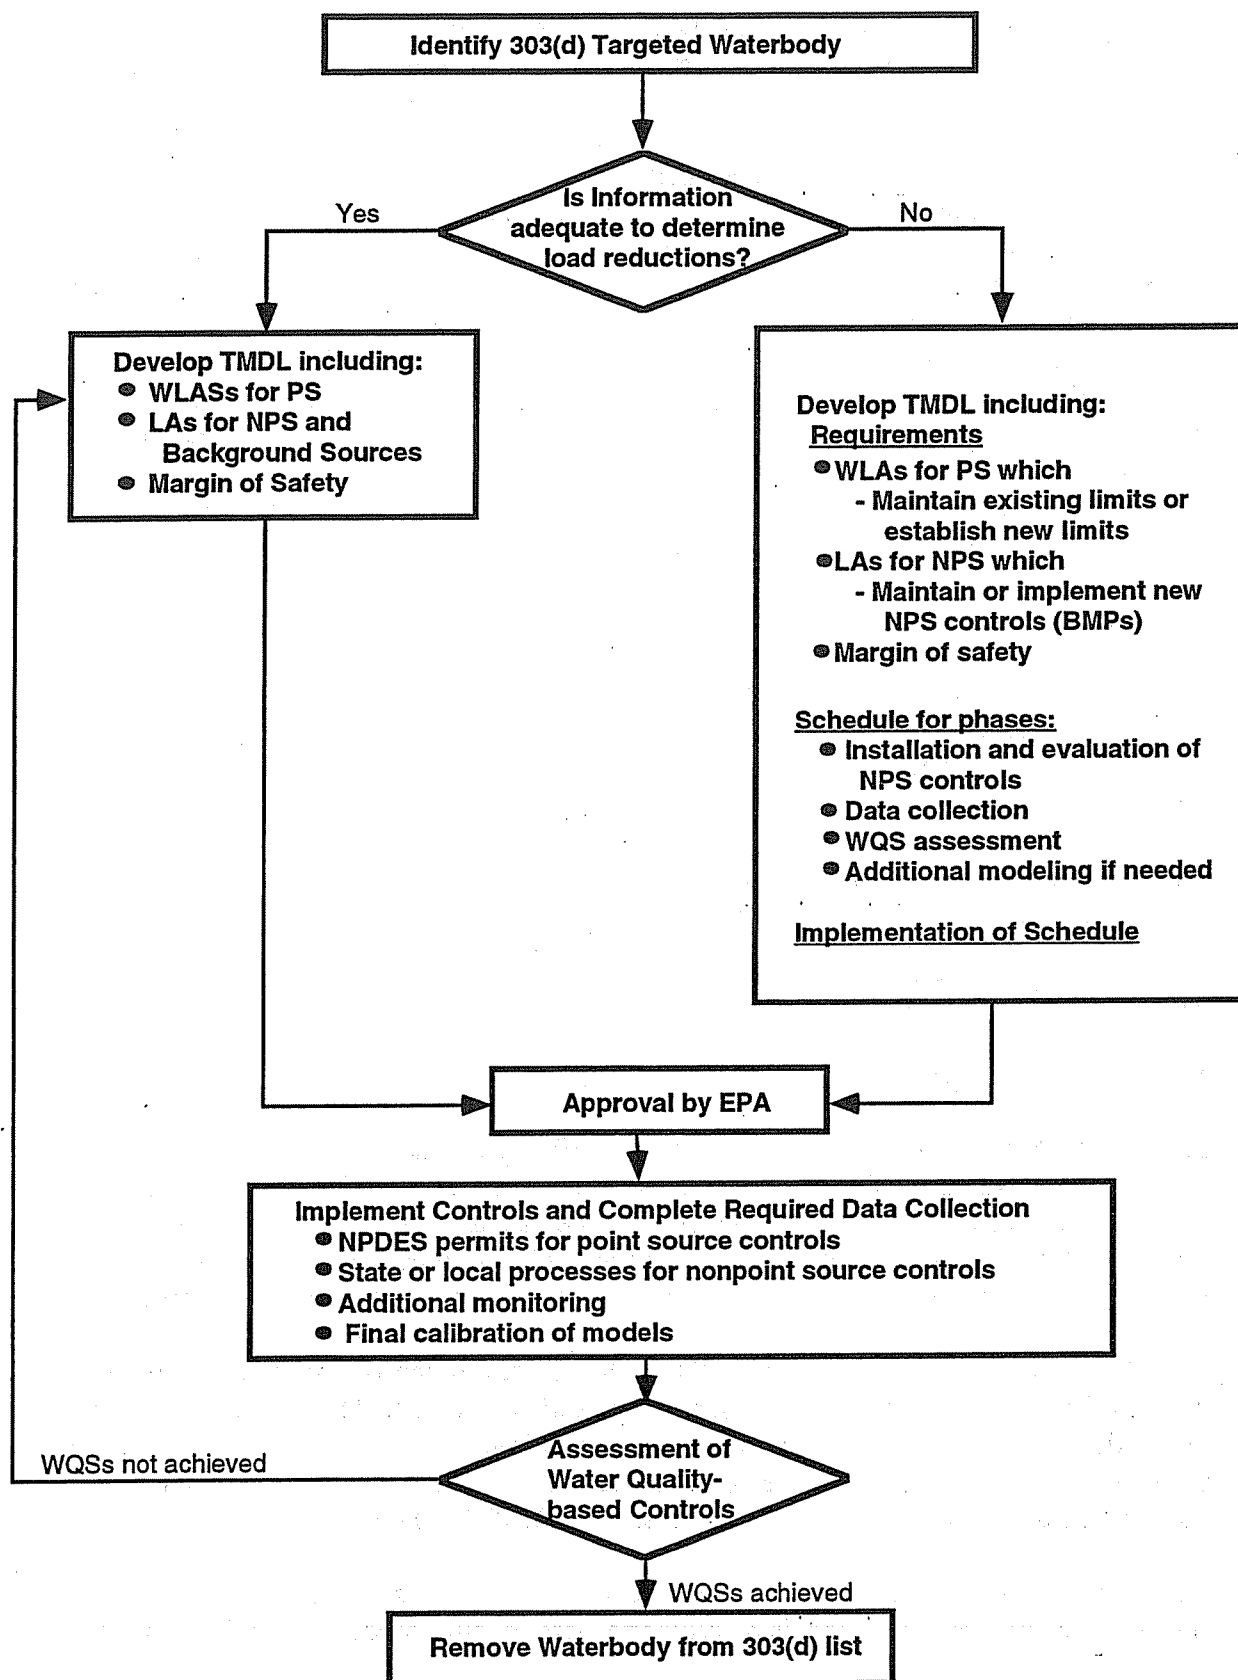 Identify 303(d) Targeted Waterbody
Is Information
adequate to determine
load reductions?
Yes
No
Develop TMDL including:
● WLASs for PS
● LAs for NPS and
Background Sources
● Margin of Safety
Develop TMDL including:
Requirements
● WLAs for PS which
- Maintain existing limits or
establish new limits
● LAs for NPS which
- Maintain or implement new
NPS controls (BMPs)
● Margin of safety
Schedule for phases:
● Installation and evaluation of
NPS controls
● Data collection
● WQS assessment
● Additional modeling if needed
Implementation of Schedule
Approval by EPA
Implement Controls and Complete Required Data Collection
● NPDES permits for point source controls
● State or local processes for nonpoint source controls
● Additional monitoring
● Final calibration of models
Assessment of
Water Quality-
based Controls
WQSs not achieved
WQSs achieved
Remove Waterbody from 303(d) list